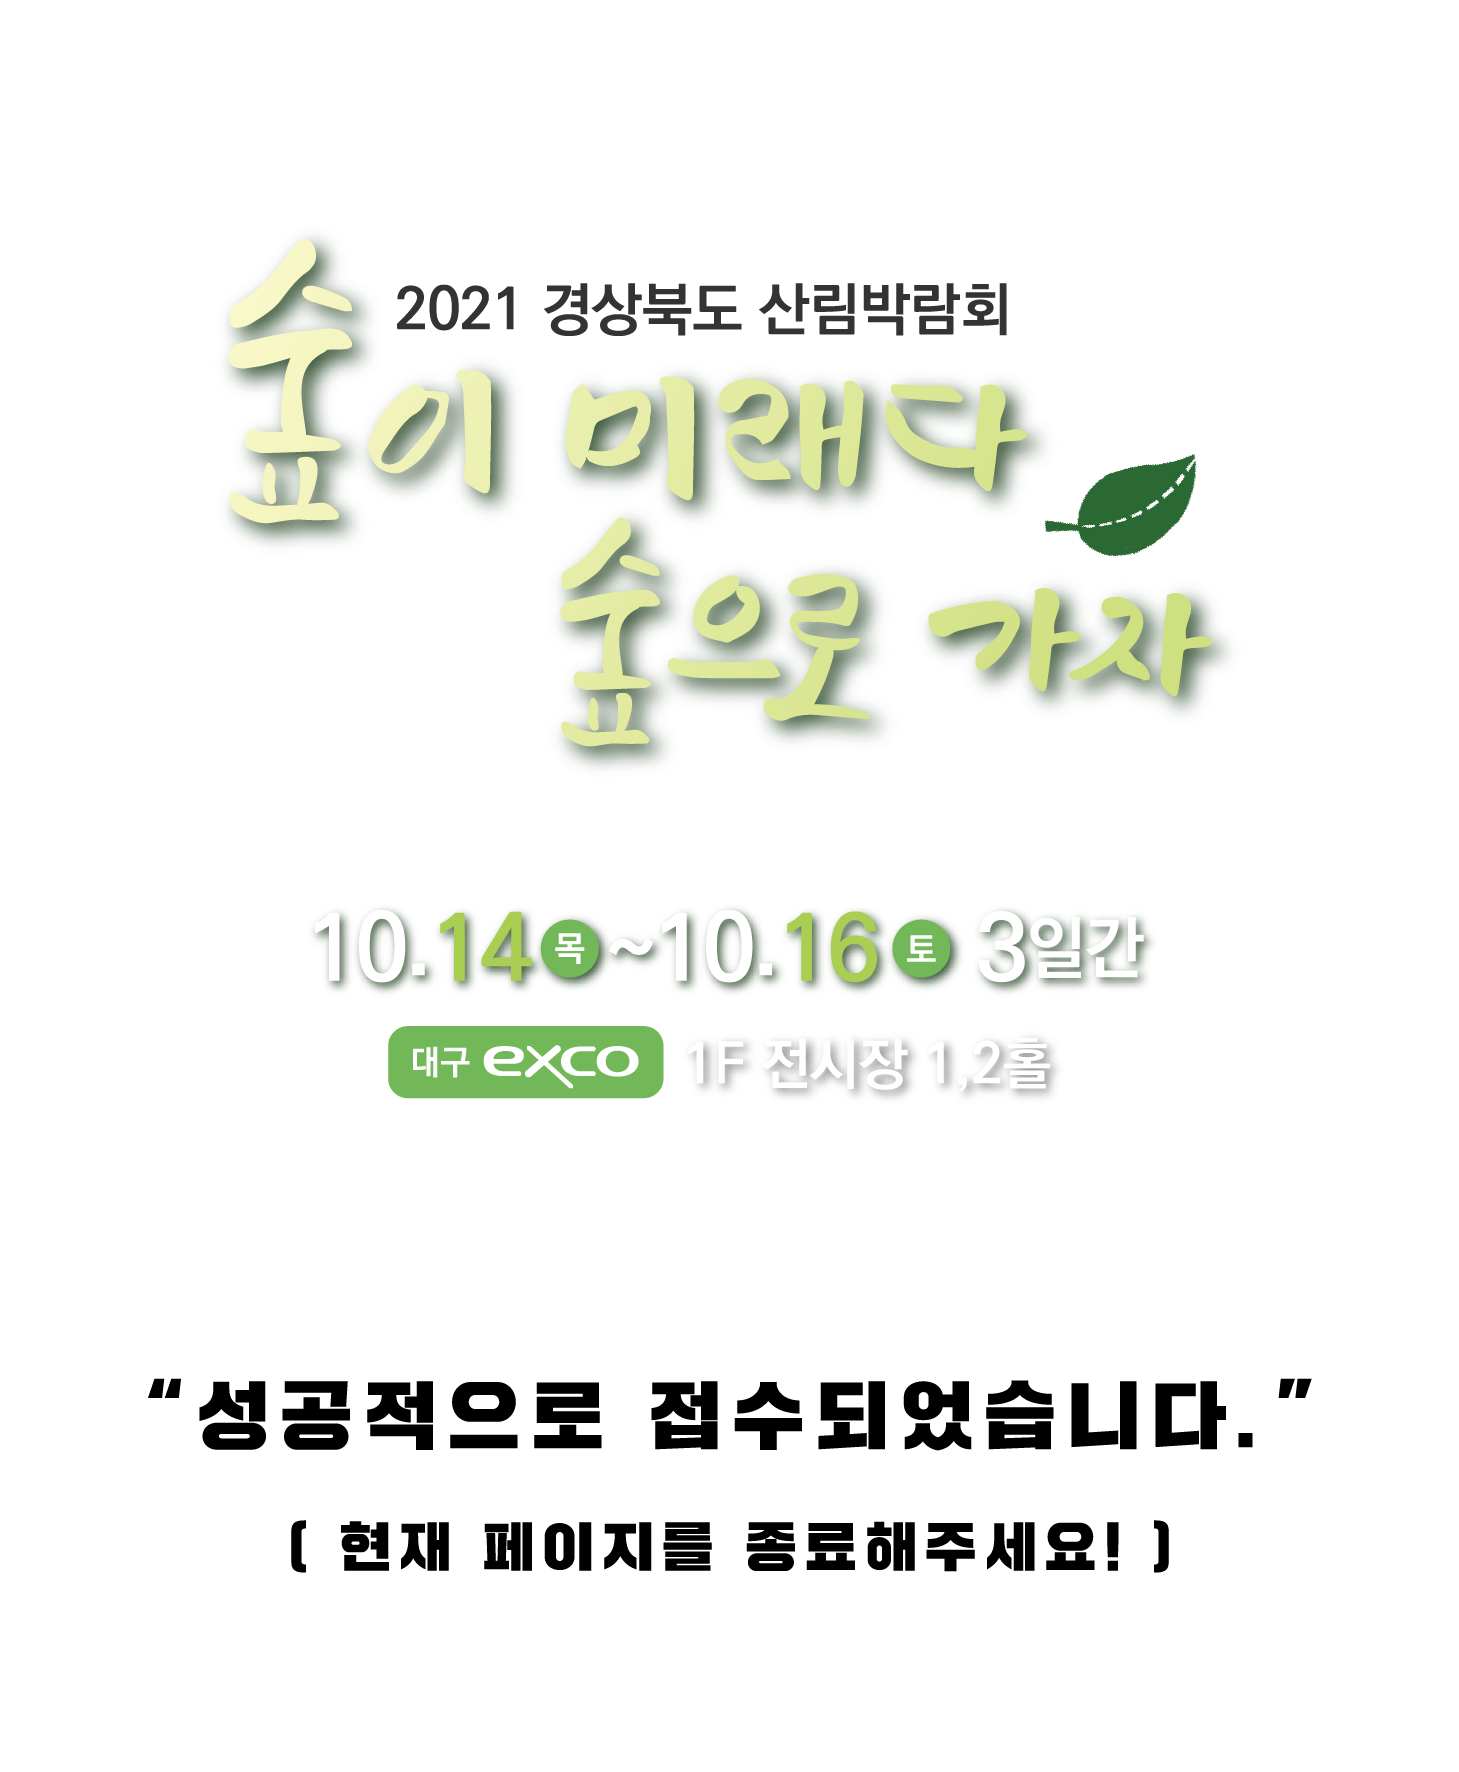 2021 경상북도 산림박람회
숲이 미래다
숲으로 가자
10.14 목 ~10.16 토 3일간
대구 exco 1F 전시장 1,2홀
“성공적으로 접수되었습니다.”
( 현재 페이지를 종료해주세요! )